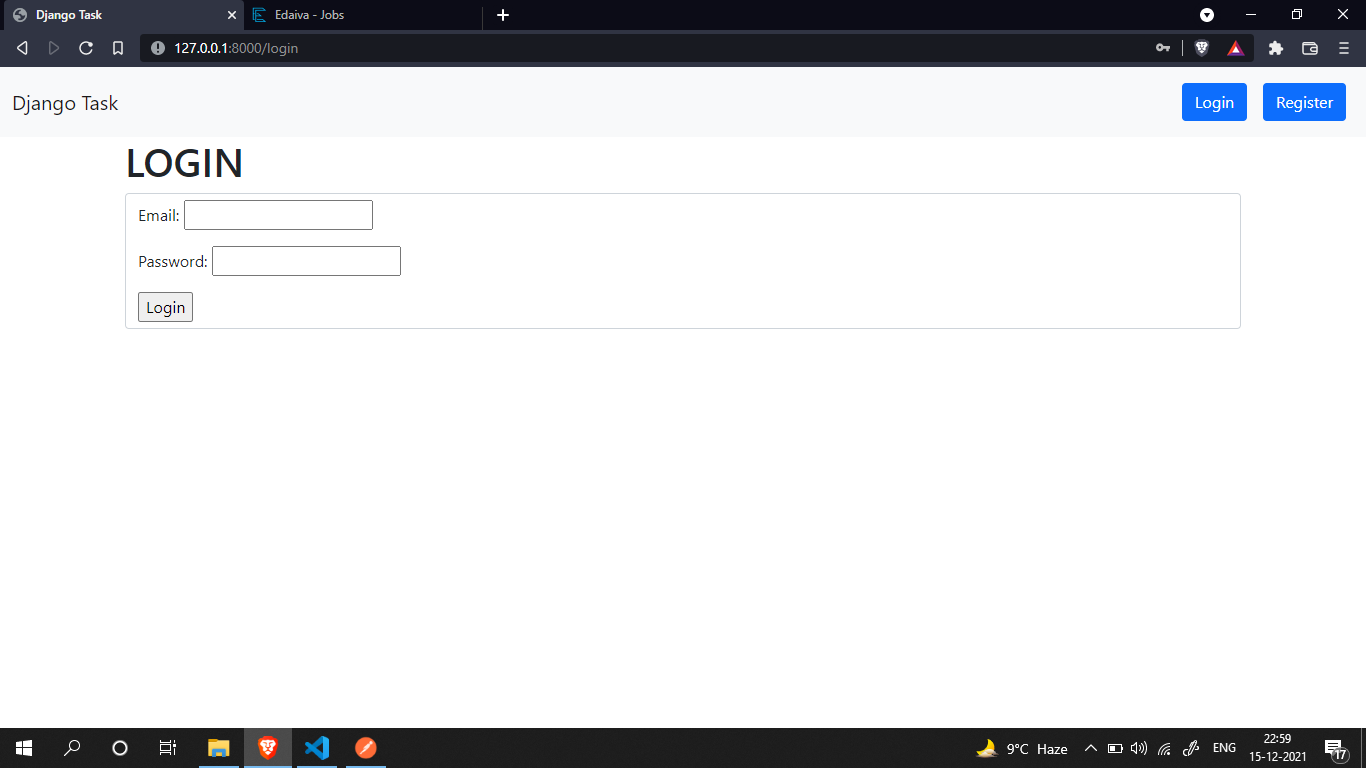 Django Task
Edaiva - Jobs
127.0.0.1:8000/login
Django Task
Login
Register
LOGIN
Email:
Password:
Login
9°C Haze
ENG
22:59
15-12-2021
17